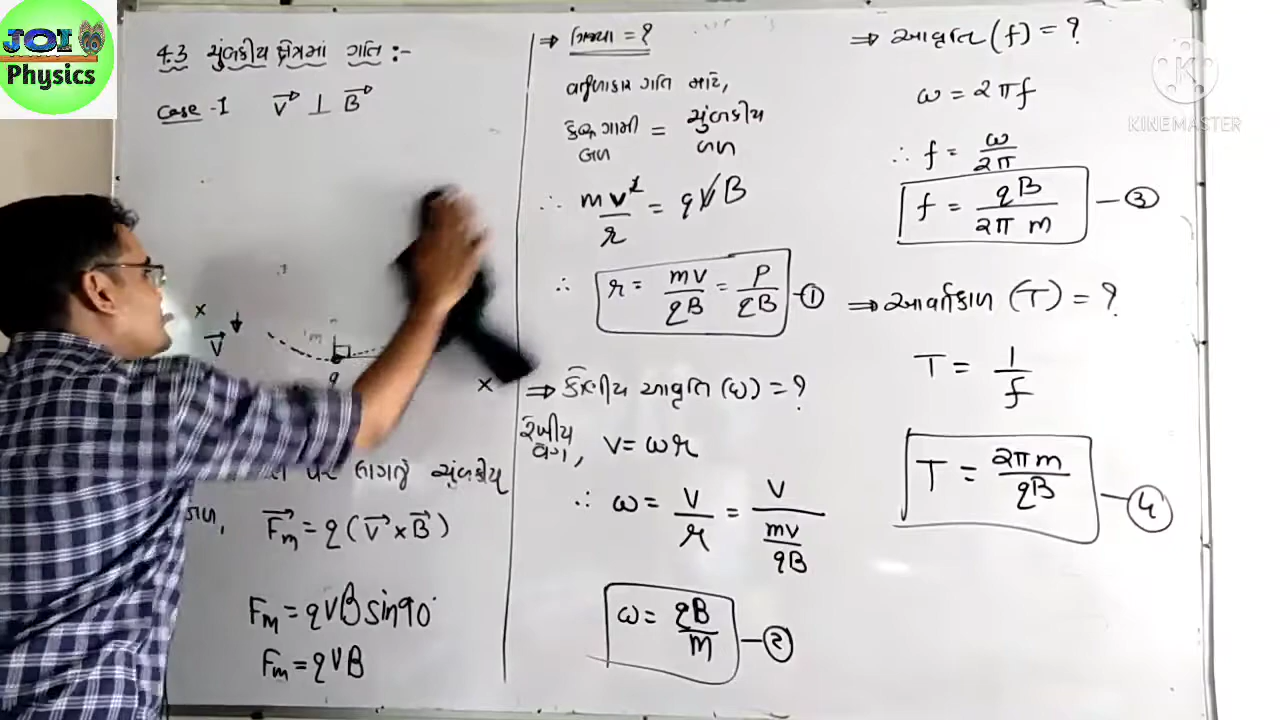 JOI
Physics
KINEMASTER
4.3 ચુંબકીય ક્ષેત્રમાં ગતિ :-
Case - I V⃗ ⊥ B⃗
x
V⃗
m
q
x
પર લાગતું ચુંબકીય
બળ, F⃗m = q (V⃗ × B⃗)
Fm = qVB sin90°
Fm = qVB
⇒ ત્રિજ્યા = ?
વર્તુળાકાર ગતિ માટે,
કેન્દ્રગામી બળ = ચુંબકીય બળ
∴ mv²/r = qVB
∴ r = mv/qB = P/qB — ①
⇒ કોણીય આવૃતિ (ω) = ?
રેખીય વેગ, v = ωr
∴ ω = V/r = V/(mv/qB)
ω = qB/m — ②
⇒ આવૃતિ (f) = ?
ω = 2πf
∴ f = ω/2π
f = qB/2π m — ③
⇒ આવર્તકાળ (T) = ?
T = 1/f
T = 2πm/qB — ④